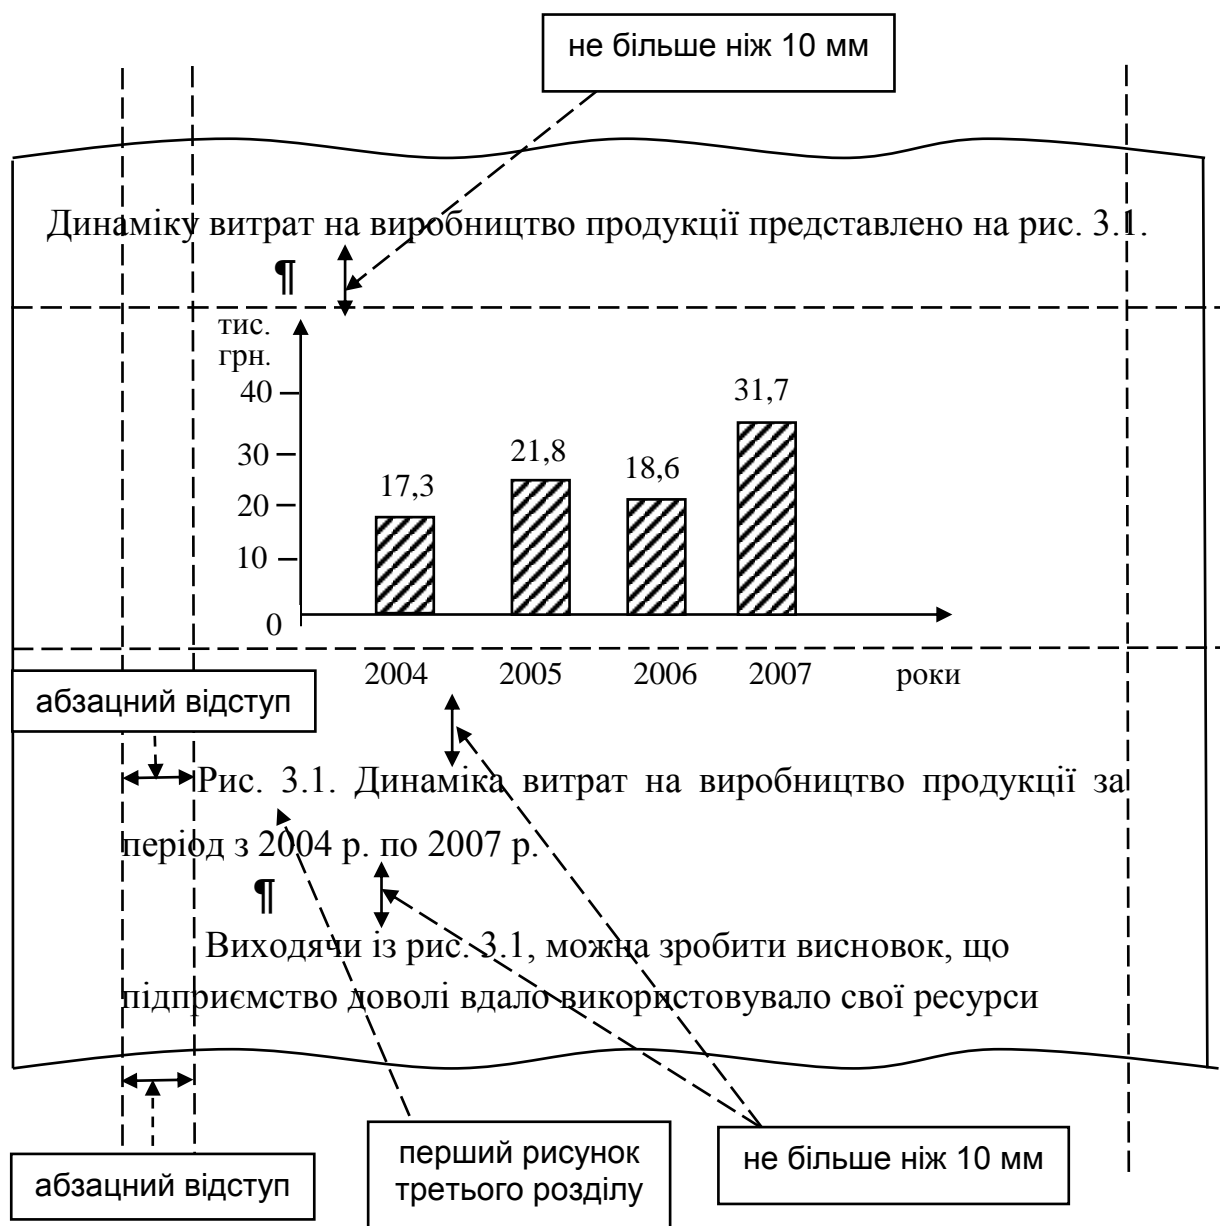 не більше ніж 10 мм
Динаміку витрат на виробництво продукції представлено на рис. 3.1.
¶
тис.
грн.
40
30
20
10
0
17,3
21,8
18,6
31,7
2004 2005 2006 2007 роки
абзацний відступ
Рис. 3.1. Динаміка витрат на виробництво продукції за
період з 2004 р. по 2007 р.
¶
Виходячи із рис. 3.1, можна зробити висновок, що
підприємство доволі вдало використовувало свої ресурси
абзацний відступ
перший рисунок
третього розділу
не більше ніж 10 мм